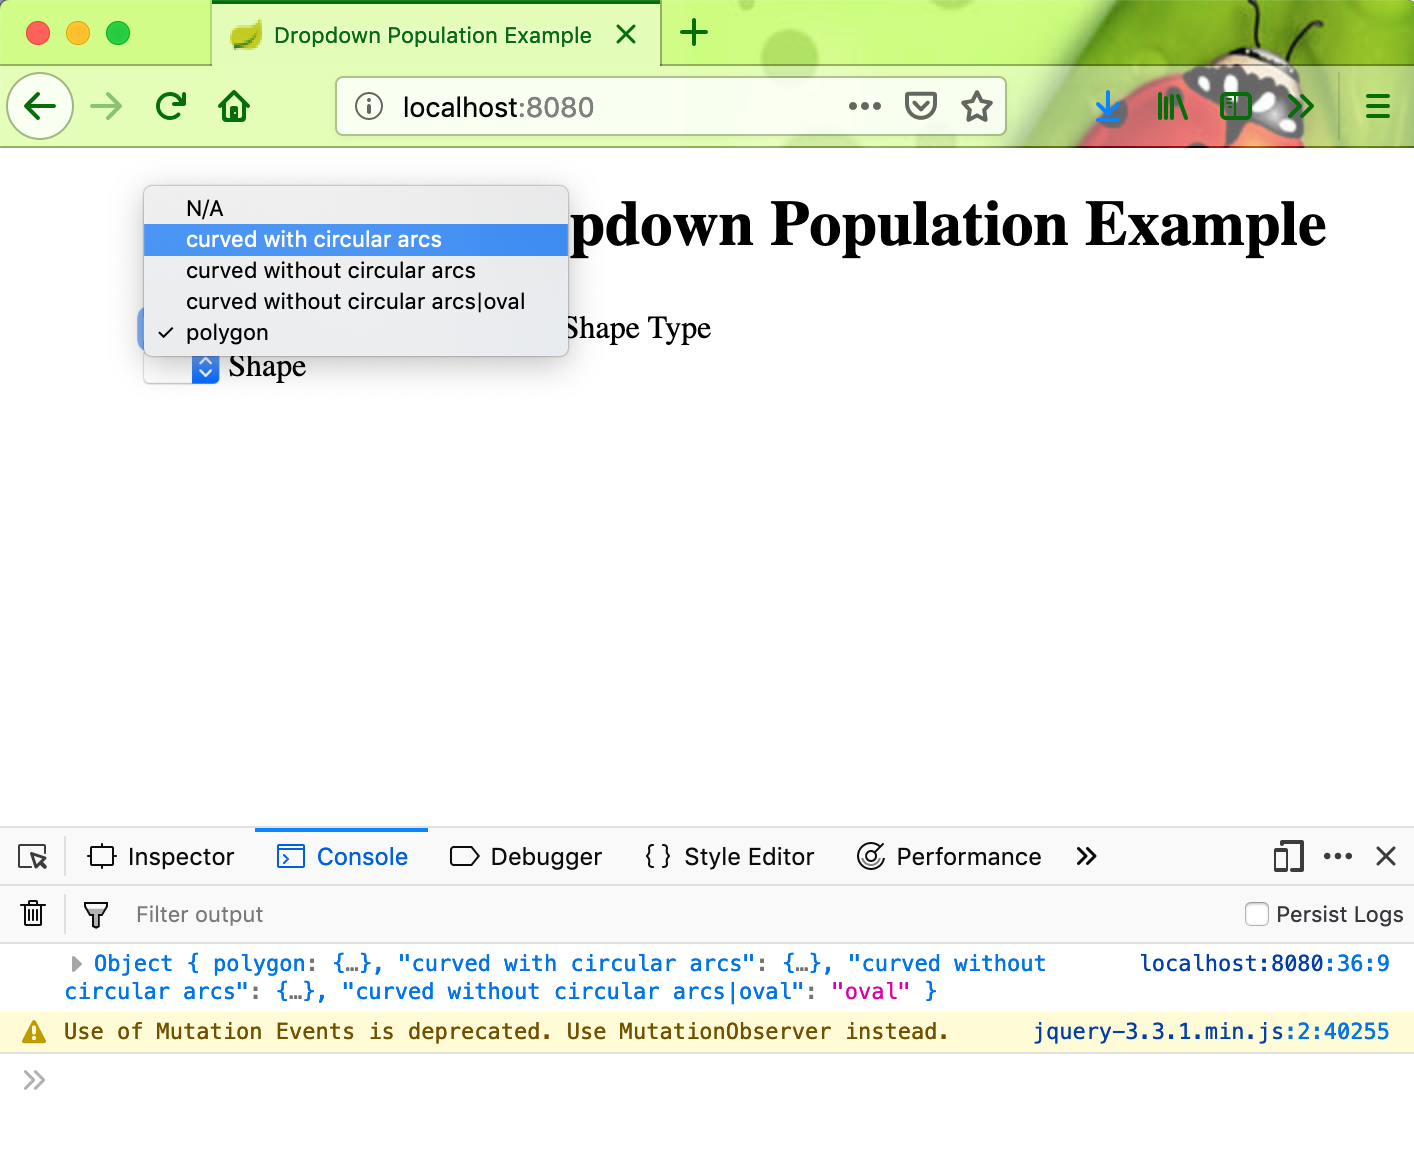 Dropdown Population Example
localhost:8080
pdown Population Example
N/A
curved with circular arcs
curved without circular arcs
curved without circular arcs|oval
polygon
Shape Type
Shape
Inspector
Console
Debugger
{ } Style Editor
Performance
Filter output
Persist Logs
Object { polygon: {…}, "curved with circular arcs": {…}, "curved without localhost:8080:36:9
circular arcs": {…}, "curved without circular arcs|oval": "oval" }
Use of Mutation Events is deprecated. Use MutationObserver instead. jquery-3.3.1.min.js:2:40255